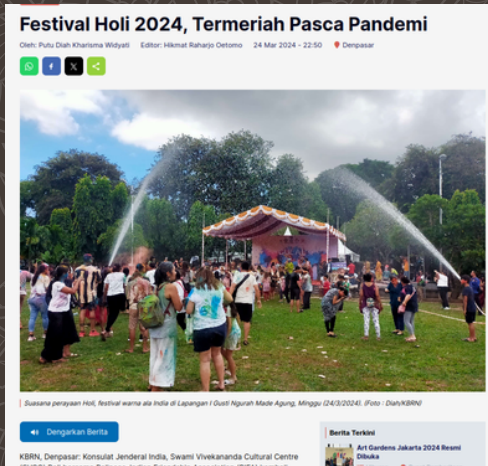 Festival Holi 2024, Termeriah Pasca Pandemi
Oleh: Putu Diah Kharisma Widyati Editor: Hikmat Raharjo Oetomo 24 Mar 2024 - 22:50 Denpasar
Suasana perayaan Holi, festival warna ala India di Lapangan I Gusti Ngurah Made Agung, Minggu (24/3/2024). (Foto : Diah/KBRN)
Dengarkan Berita
KBRN, Denpasar: Konsulat Jenderal India, Swami Vivekananda Cultural Centre
Berita Terkini
Art Gardens Jakarta 2024 Resmi
Dibuka